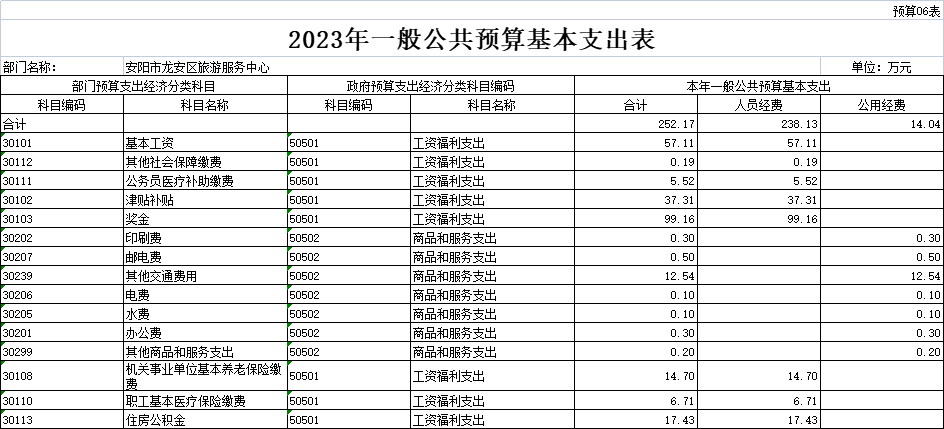 预算06表
2023年一般公共预算基本支出表
部门名称： 安阳市龙安区旅游服务中心 单位：万元
部门预算支出经济分类科目 政府预算支出经济分类科目编码 本年一般公共预算基本支出
科目编码 科目名称 科目编码 科目名称 合计 人员经费 公用经费
合计 252.17 238.13 14.04
30101 基本工资 50501 工资福利支出 57.11 57.11
30112 其他社会保障缴费 50501 工资福利支出 0.19 0.19
30111 公务员医疗补助缴费 50501 工资福利支出 5.52 5.52
30102 津贴补贴 50501 工资福利支出 37.31 37.31
30103 奖金 50501 工资福利支出 99.16 99.16
30202 印刷费 50502 商品和服务支出 0.30 0.30
30207 邮电费 50502 商品和服务支出 0.50 0.50
30239 其他交通费用 50502 商品和服务支出 12.54 12.54
30206 电费 50502 商品和服务支出 0.10 0.10
30205 水费 50502 商品和服务支出 0.10 0.10
30201 办公费 50502 商品和服务支出 0.30 0.30
30299 其他商品和服务支出 50502 商品和服务支出 0.20 0.20
30108 机关事业单位基本养老保险缴 50501 工资福利支出 14.70 14.70
费
30110 职工基本医疗保险缴费 50501 工资福利支出 6.71 6.71
30113 住房公积金 50501 工资福利支出 17.43 17.43